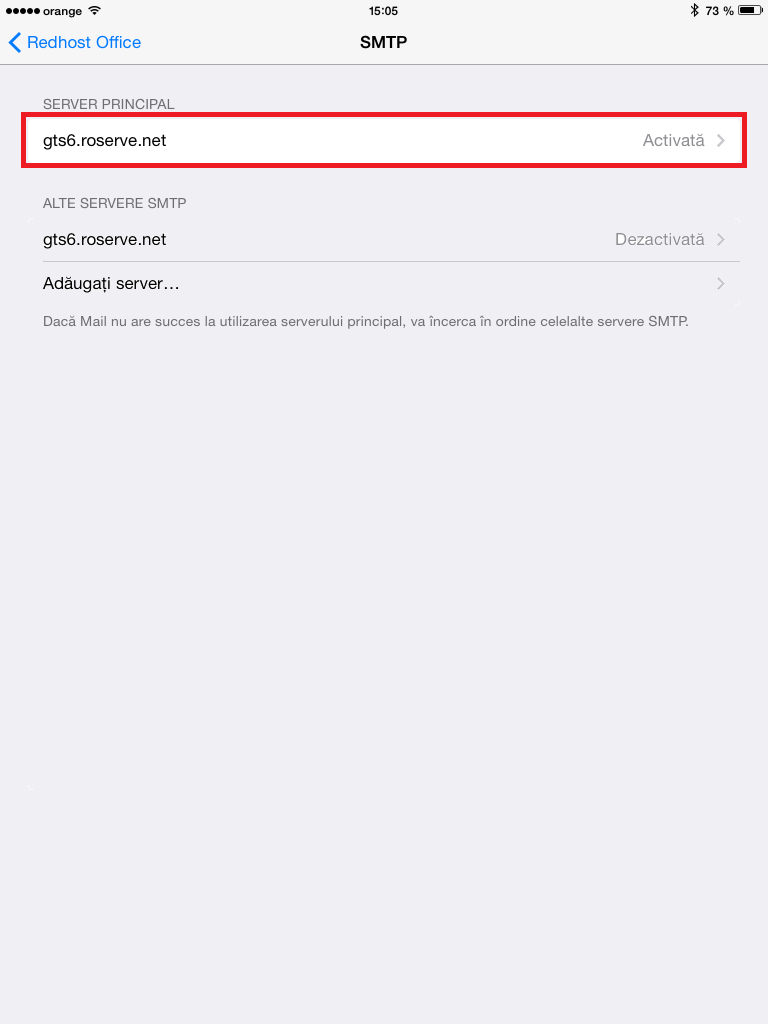 orange 15:05 73 %
Redhost Office SMTP
SERVER PRINCIPAL
gts6.roserve.net Activată
ALTE SERVERE SMTP
gts6.roserve.net Dezactivată
Adăugați server...
Dacă Mail nu are succes la utilizarea serverului principal, va încerca în ordine celelalte servere SMTP.